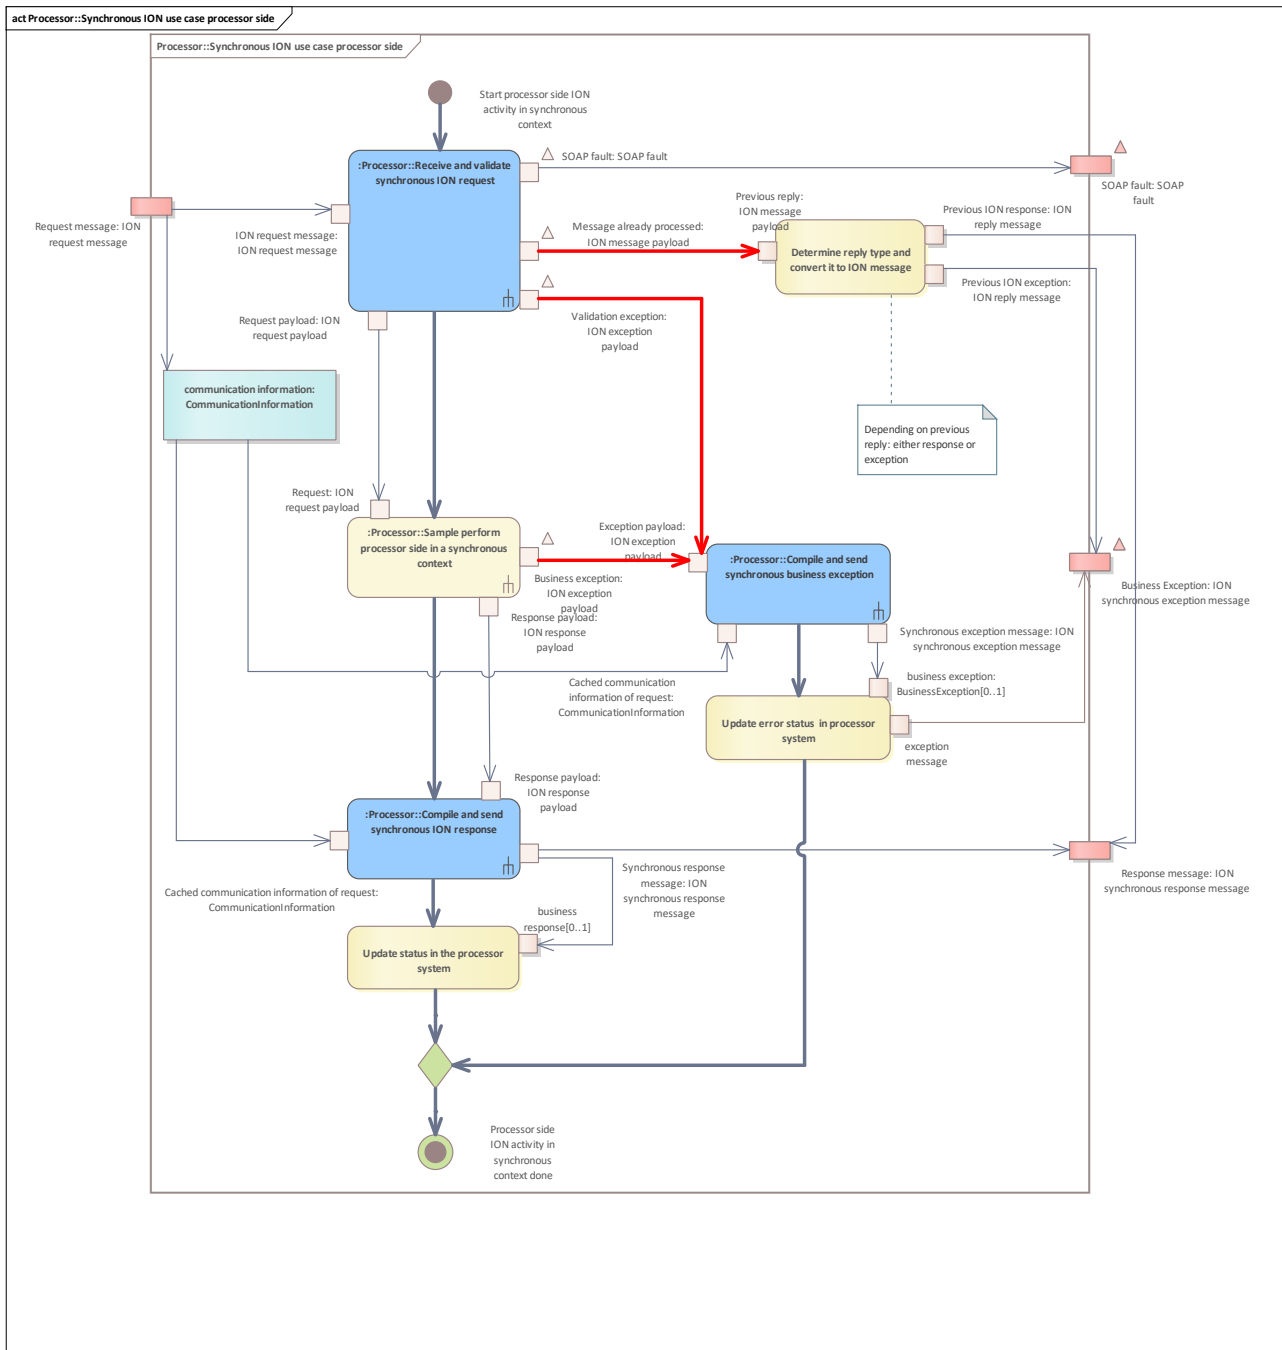 act Processor::Synchronous ION use case processor side
Processor::Synchronous ION use case processor side
Start processor side ION
activity in synchronous
context
:Processor::Receive and validate
synchronous ION request
SOAP fault: SOAP fault
SOAP fault: SOAP
fault
Request message: ION
request message
ION request message:
ION request message
Message already processed:
ION message payload
Previous reply:
ION message
payload
Determine reply type and
convert it to ION message
Previous ION response: ION
reply message
Previous ION exception:
ION reply message
Validation exception:
ION exception
payload
Request payload: ION
request payload
communication information:
CommunicationInformation
Depending on previous
reply: either response or
exception
Request: ION
request payload
:Processor::Sample perform
processor side in a synchronous
context
Exception payload:
ION exception
payload
:Processor::Compile and send
synchronous business exception
Business exception:
ION exception
payload
Business Exception: ION
synchronous exception message
Response payload:
ION response
payload
Synchronous exception message: ION
synchronous exception message
Cached communication
information of request:
CommunicationInformation
business exception:
BusinessException[0..1]
Update error status in processor
system
exception
message
Response payload:
ION response
payload
:Processor::Compile and send
synchronous ION response
Synchronous response
message: ION
synchronous response
message
Response message: ION
synchronous response message
Cached communication information of request:
CommunicationInformation
business
response[0..1]
Update status in the processor
system
Processor side
ION activity in
synchronous
context done